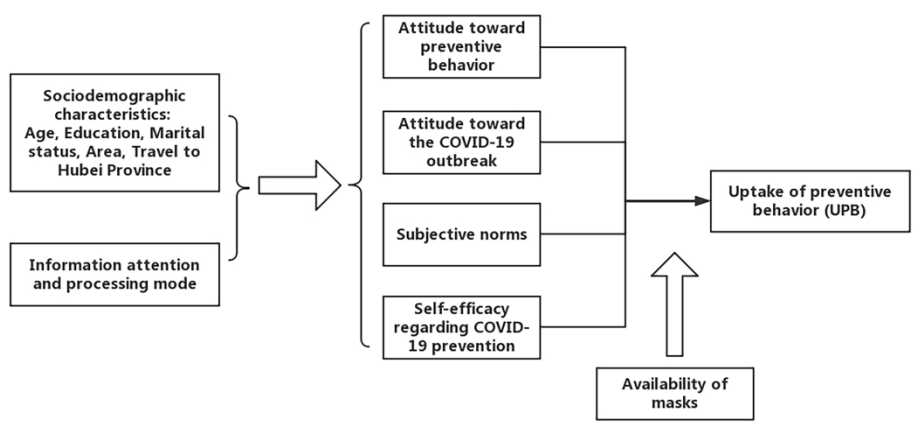 Sociodemographic
characteristics:
Age, Education, Marital
status, Area, Travel to
Hubei Province
Information attention
and processing mode
Attitude toward
preventive
behavior
Attitude toward
the COVID-19
outbreak
Subjective norms
Self-efficacy
regarding COVID-
19 prevention
Uptake of preventive
behavior (UPB)
Availability of
masks